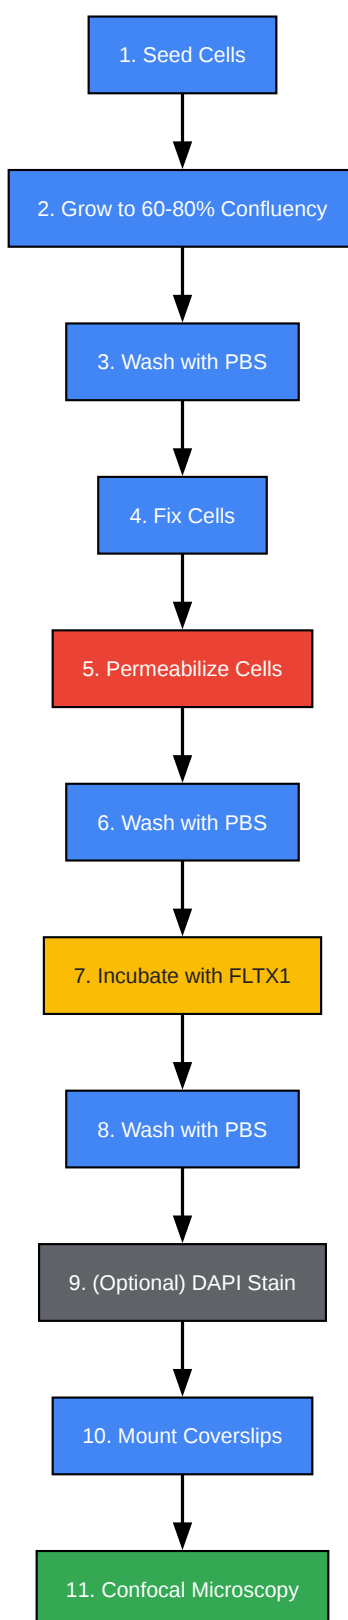 1. Seed Cells
2. Grow to 60-80% Confluency
3. Wash with PBS
4. Fix Cells
5. Permeabilize Cells
6. Wash with PBS
7. Incubate with FLTX1
8. Wash with PBS
9. (Optional) DAPI Stain
10. Mount Coverslips
11. Confocal Microscopy